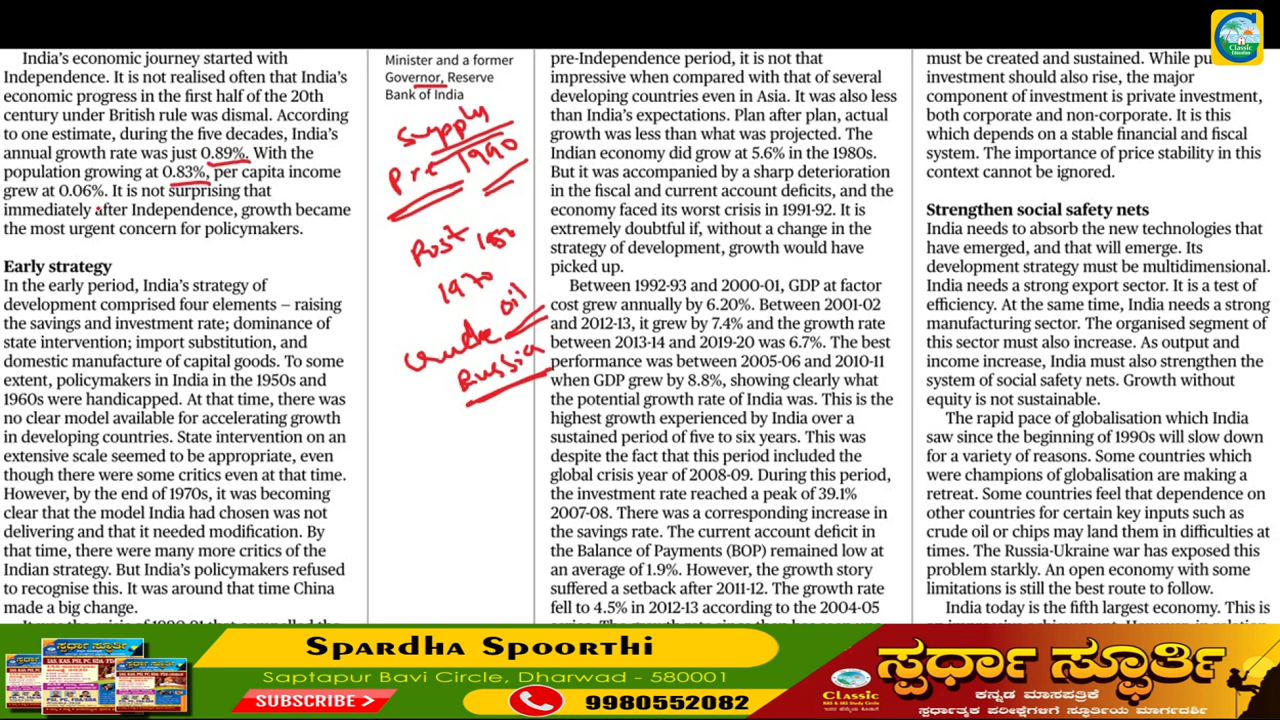 India's economic journey started with
Independence. It is not realised often that India's
economic progress in the first half of the 20th
century under British rule was dismal. According
to one estimate, during the five decades, India's
annual growth rate was just 0.89%. With the
population growing at 0.83%, per capita income
grew at 0.06%. It is not surprising that
immediately after Independence, growth became
the most urgent concern for policymakers.
Early strategy
In the early period, India's strategy of
development comprised four elements — raising
the savings and investment rate; dominance of
state intervention; import substitution, and
domestic manufacture of capital goods. To some
extent, policymakers in India in the 1950s and
1960s were handicapped. At that time, there was
no clear model available for accelerating growth
in developing countries. State intervention on an
extensive scale seemed to be appropriate, even
though there were some critics even at that time.
However, by the end of 1970s, it was becoming
clear that the model India had chosen was not
delivering and that it needed modification. By
that time, there were many more critics of the
Indian strategy. But India's policymakers refused
to recognise this. It was around that time China
made a big change.
Minister and a former
Governor, Reserve
Bank of India
supply
Pre 1990
Post
1970
crude oil
Russia
pre-Independence period, it is not that
impressive when compared with that of several
developing countries even in Asia. It was also less
than India's expectations. Plan after plan, actual
growth was less than what was projected. The
Indian economy did grow at 5.6% in the 1980s.
But it was accompanied by a sharp deterioration
in the fiscal and current account deficits, and the
economy faced its worst crisis in 1991-92. It is
extremely doubtful if, without a change in the
strategy of development, growth would have
picked up.
Between 1992-93 and 2000-01, GDP at factor
cost grew annually by 6.20%. Between 2001-02
and 2012-13, it grew by 7.4% and the growth rate
between 2013-14 and 2019-20 was 6.7%. The best
performance was between 2005-06 and 2010-11
when GDP grew by 8.8%, showing clearly what
the potential growth rate of India was. This is the
highest growth experienced by India over a
sustained period of five to six years. This was
despite the fact that this period included the
global crisis year of 2008-09. During this period,
the investment rate reached a peak of 39.1%
2007-08. There was a corresponding increase in
the savings rate. The current account deficit in
the Balance of Payments (BOP) remained low at
an average of 1.9%. However, the growth story
suffered a setback after 2011-12. The growth rate
fell to 4.5% in 2012-13 according to the 2004-05
must be created and sustained. While
investment should also rise, the major
component of investment is private investment,
both corporate and non-corporate. It is this
which depends on a stable financial and fiscal
system. The importance of price stability in this
context cannot be ignored.
Strengthen social safety nets
India needs to absorb the new technologies that
have emerged, and that will emerge. Its
development strategy must be multidimensional.
India needs a strong export sector. It is a test of
efficiency. At the same time, India needs a strong
manufacturing sector. The organised segment of
this sector must also increase. As output and
income increase, India must also strengthen the
system of social safety nets. Growth without
equity is not sustainable.
The rapid pace of globalisation which India
saw since the beginning of 1990s will slow down
for a variety of reasons. Some countries which
were champions of globalisation are making a
retreat. Some countries feel that dependence on
other countries for certain key inputs such as
crude oil or chips may land them in difficulties at
times. The Russia-Ukraine war has exposed this
problem starkly. An open economy with some
limitations is still the best route to follow.
India today is the fifth largest economy. This is
Classic
Education
Spardha Spoorthi
Saptapur Bavi Circle, Dharwad - 580001
SUBSCRIBE
9980552082
Classic
IAS & KAS Study Circle
ಸ್ಪರ್ಧಾ ಸ್ಫೂರ್ತಿ
ಕನ್ನಡ ಮಾಸಪತ್ರಿಕೆ
ಸ್ಪರ್ಧಾತ್ಮಕ ಪರೀಕ್ಷೆಗಳಿಗೆ ಸ್ಫೂರ್ತಿಯ ಮಾರ್ಗದರ್ಶಿ